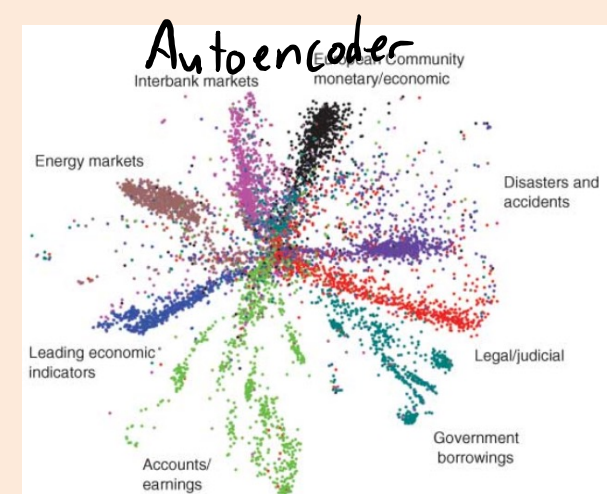 Autoencoder
European Community
monetary/economic
Interbank markets
Energy markets
Disasters and
accidents
Leading economic
indicators
Legal/judicial
Government
borrowings
Accounts/
earnings